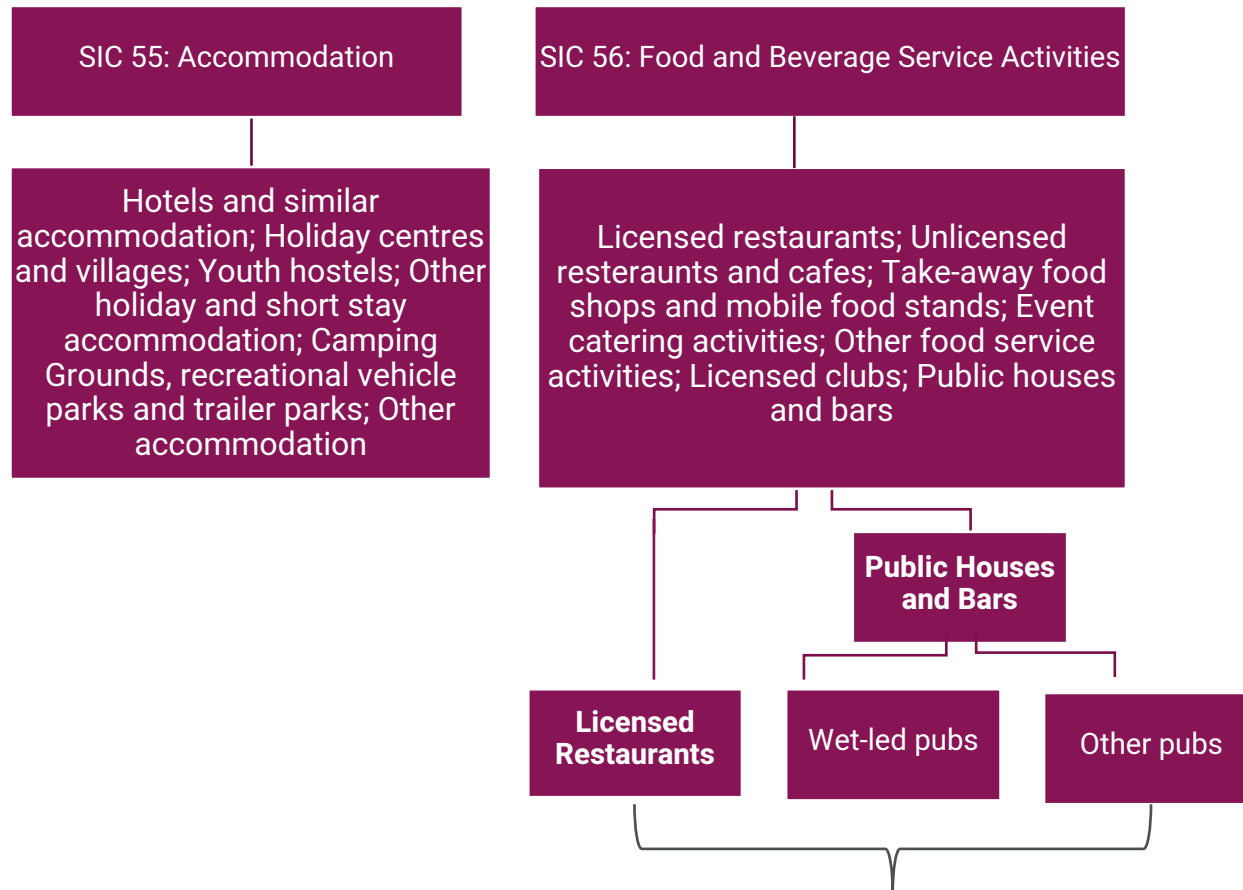 SIC 55: Accommodation
SIC 56: Food and Beverage Service Activities
Hotels and similar
accommodation; Holiday centres
and villages; Youth hostels; Other
holiday and short stay
accommodation; Camping
Grounds, recreational vehicle
parks and trailer parks; Other
accommodation
Licensed restaurants; Unlicensed
resteraunts and cafes; Take-away food
shops and mobile food stands; Event
catering activities; Other food service
activities; Licensed clubs; Public houses
and bars
Public Houses
and Bars
Licensed
Restaurants
Wet-led pubs
Other pubs